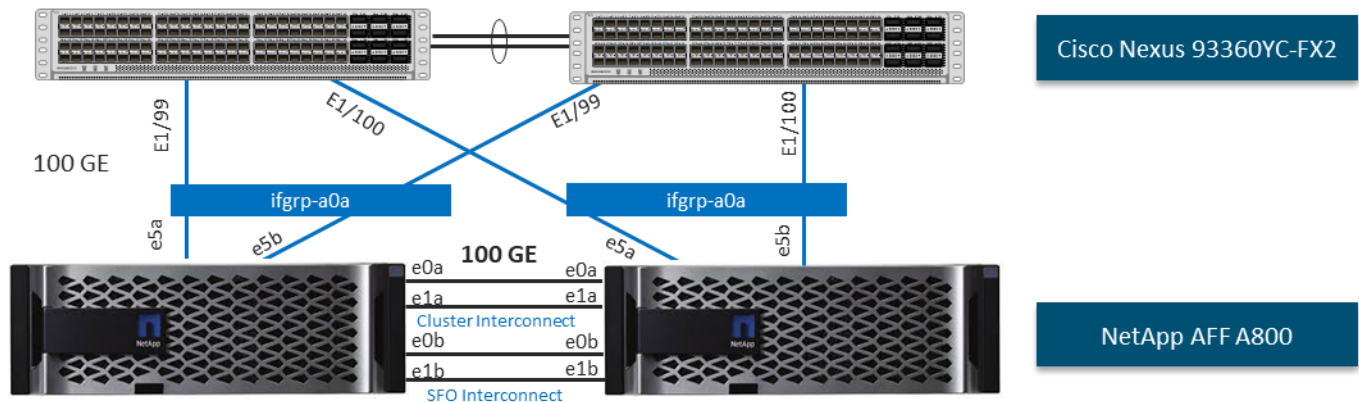 Cisco Nexus 93360YC-FX2
E1/99
E1/100
E1/99
E1/100
100 GE
ifgrp-a0a
ifgrp-a0a
e5a
e5b
e5a
e5b
100 GE
e0a
e0a
e1a
e1a
Cluster Interconnect
e0b
e0b
e1b
e1b
SFO Interconnect
NetApp
NetApp
NetApp AFF A800